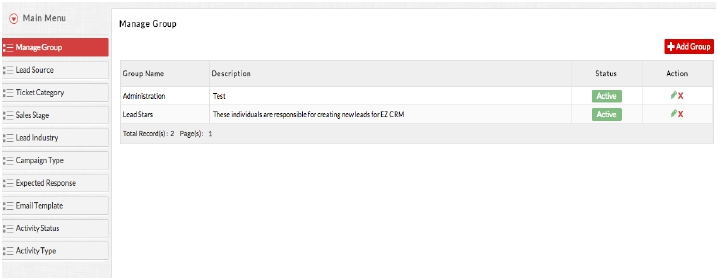 Main Menu
Manage Group
Lead Source
Ticket Category
Sales Stage
Lead Industry
Campaign Type
Expected Response
Email Template
Activity Status
Activity Type
Manage Group
Add Group
Group Name Description Status Action
Administration Test Active X
Lead Stars These individuals are responsible for creating new leads for EZ CRM Active X
Total Record(s): 2 Page(s): 1